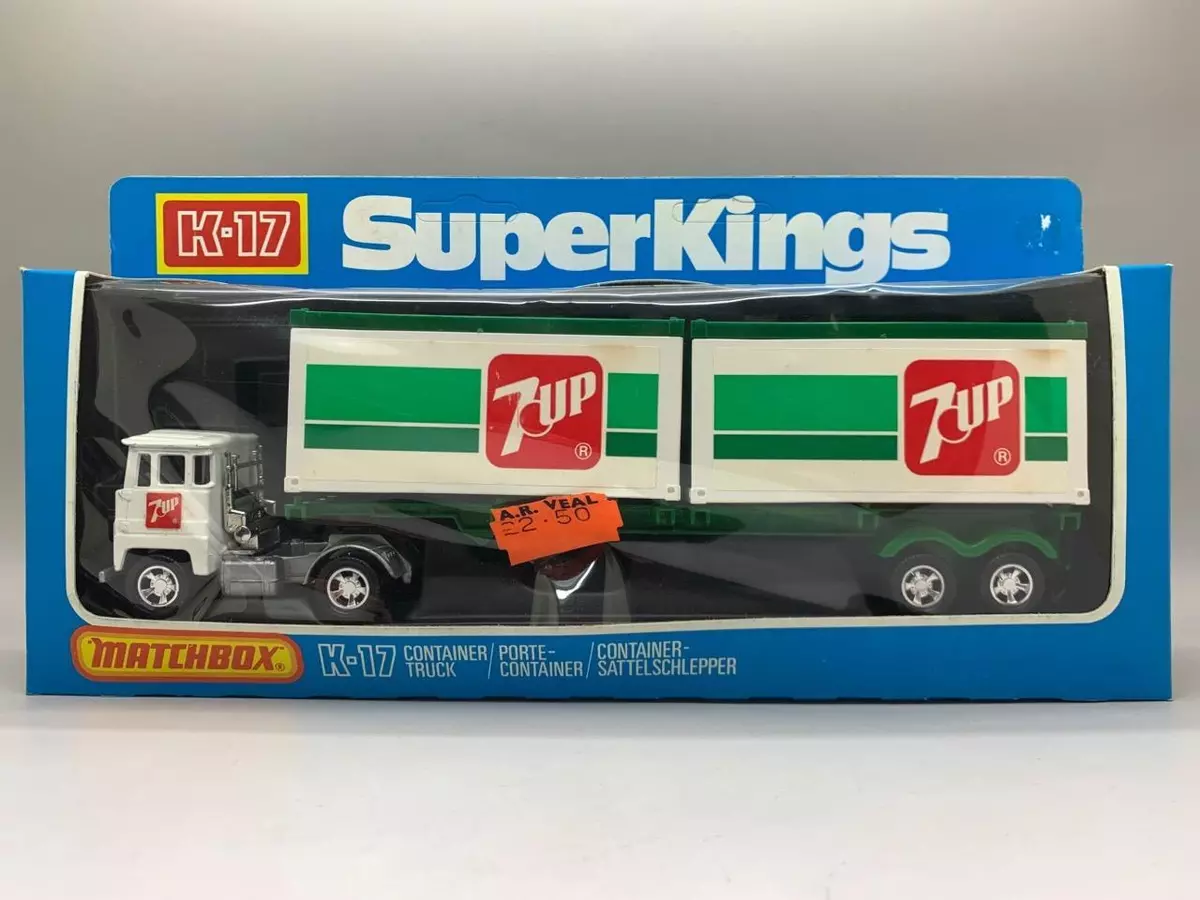 K·17
SuperKings
7UP
®
7UP
®
7UP
A.R. VEAL
£2.50
MATCHBOX®
K·17 CONTAINER TRUCK / PORTE-CONTAINER / CONTAINER-SATTELSCHLEPPER